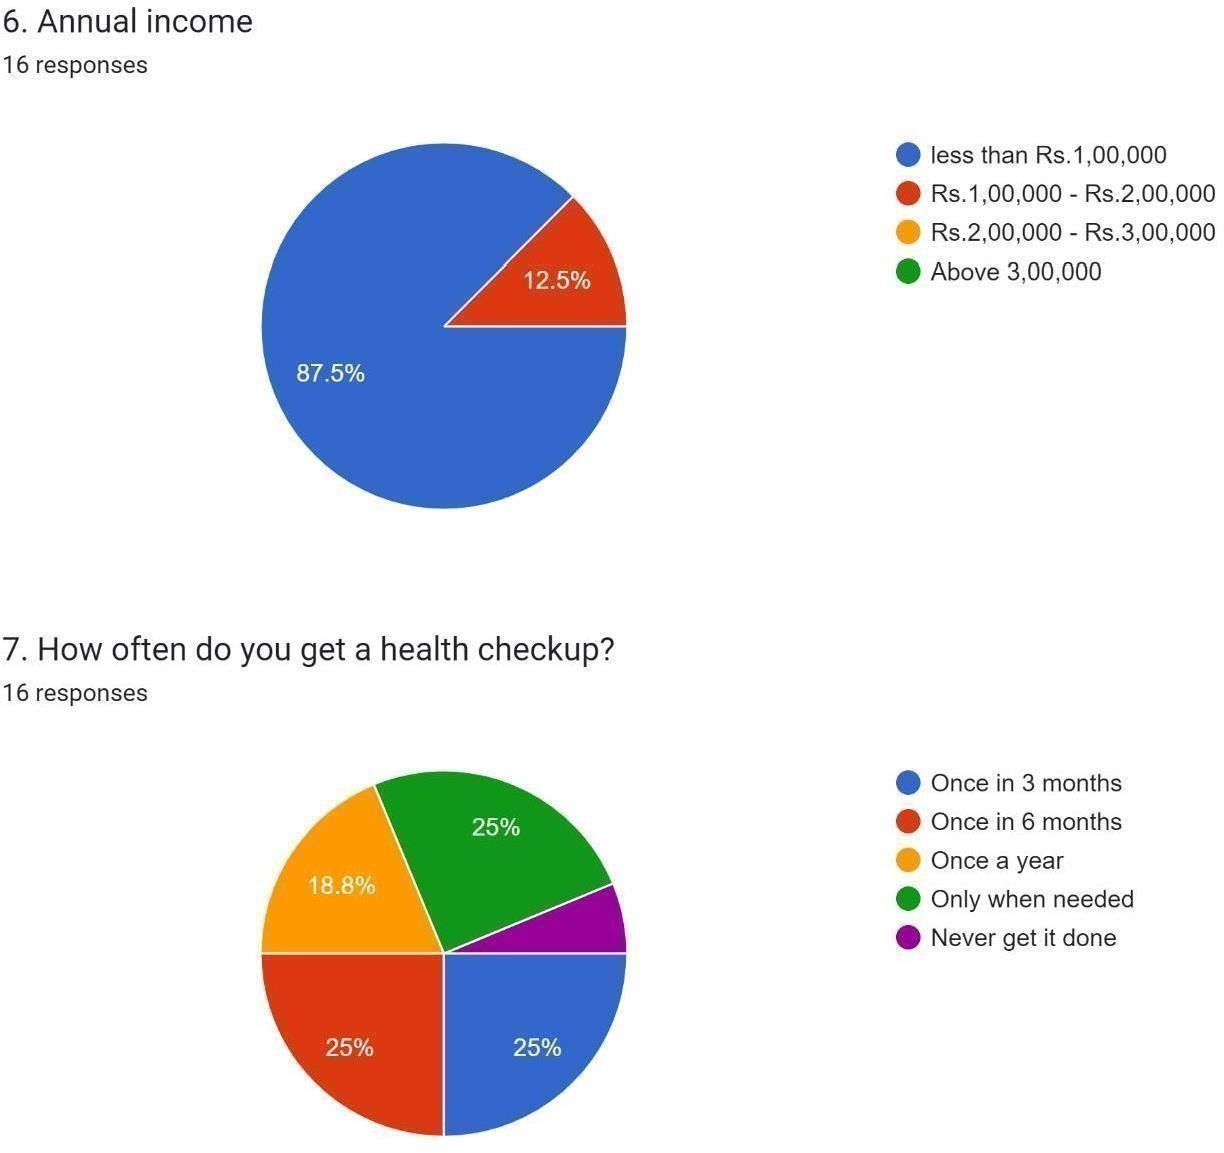 6. Annual income
16 responses
less than Rs.1,00,000
Rs.1,00,000 - Rs.2,00,000
Rs.2,00,000 - Rs.3,00,000
Above 3,00,000
12.5%
87.5%
7. How often do you get a health checkup?
16 responses
Once in 3 months
Once in 6 months
Once a year
Only when needed
Never get it done
25%
18.8%
25%
25%